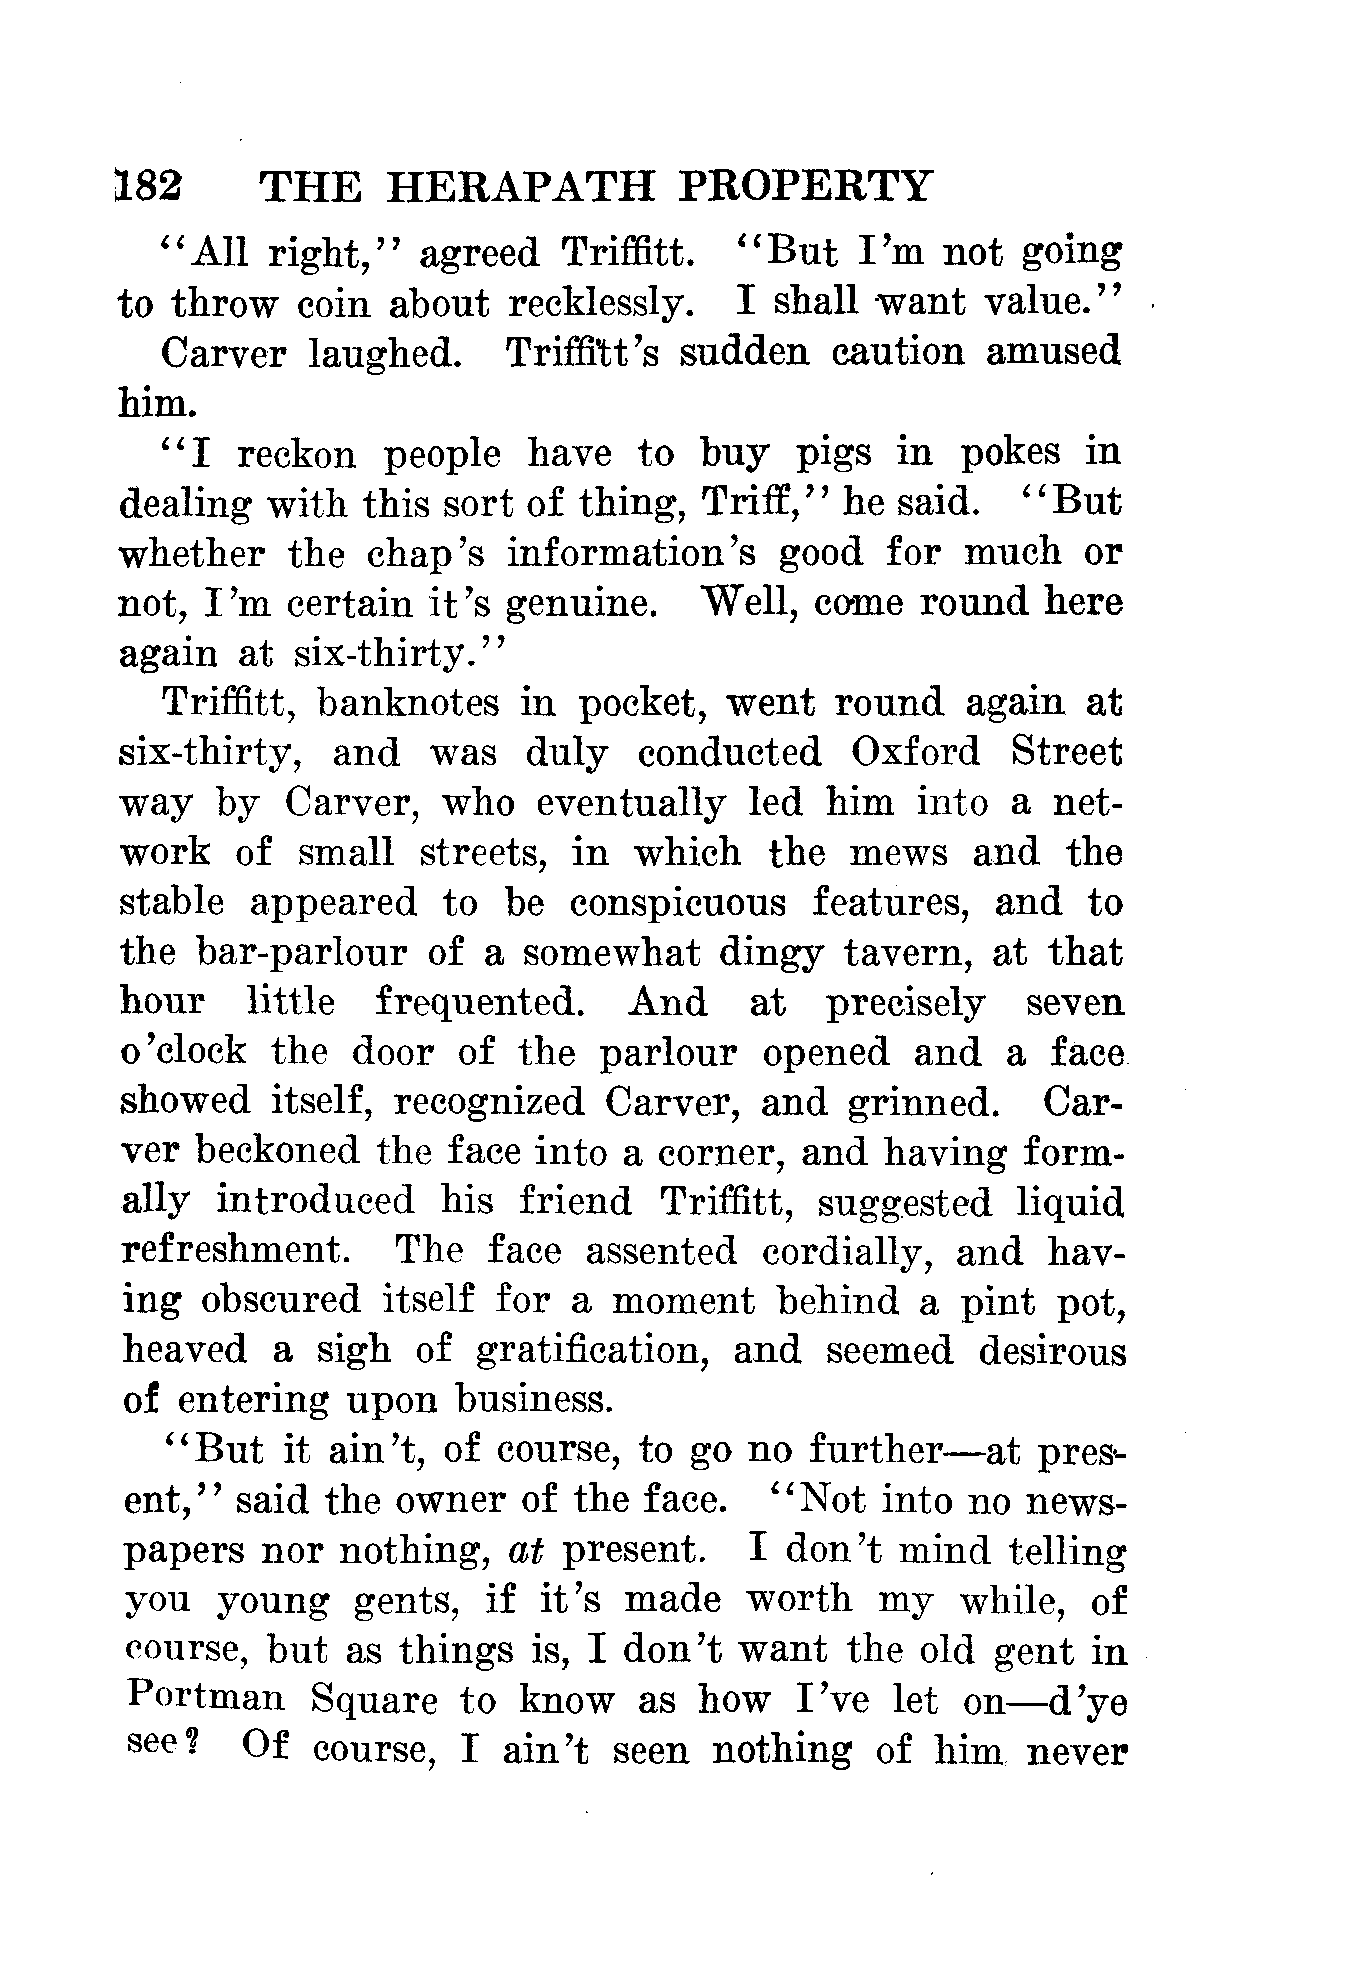 182 THE HERAPATH PROPERTY
"All right," agreed Triffitt. "But I'm not going
to throw coin about recklessly. I shall want value."
Carver laughed. Triffitt's sudden caution amused
him.
"I reckon people have to buy pigs in pokes in
dealing with this sort of thing, Triff," he said. "But
whether the chap's information's good for much or
not, I'm certain it's genuine. Well, come round here
again at six-thirty."
Triffitt, banknotes in pocket, went round again at
six-thirty, and was duly conducted Oxford Street
way by Carver, who eventually led him into a net-
work of small streets, in which the mews and the
stable appeared to be conspicuous features, and to
the bar-parlour of a somewhat dingy tavern, at that
hour little frequented. And at precisely seven
o'clock the door of the parlour opened and a face
showed itself, recognized Carver, and grinned. Car-
ver beckoned the face into a corner, and having form-
ally introduced his friend Triffitt, suggested liquid
refreshment. The face assented cordially, and hav-
ing obscured itself for a moment behind a pint pot,
heaved a sigh of gratification, and seemed desirous
of entering upon business.
"But it ain't, of course, to go no further—at pres-
ent," said the owner of the face. "Not into no news-
papers nor nothing, at present. I don't mind telling
you young gents, if it's made worth my while, of
course, but as things is, I don't want the old gent in
Portman Square to know as how I've let on—d'ye
see? Of course, I ain't seen nothing of him never